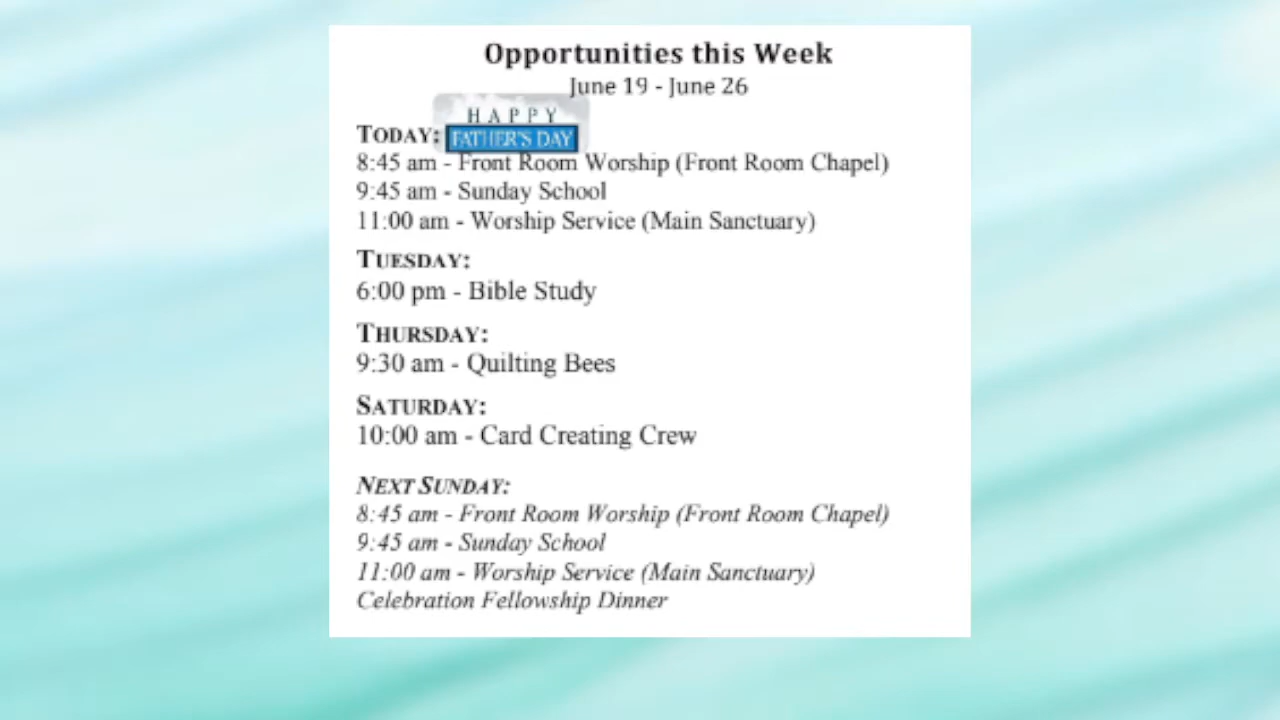 Opportunities this Week
June 19 - June 26
HAPPY
TODAY: FATHER'S DAY
8:45 am - Front Room Worship (Front Room Chapel)
9:45 am - Sunday School
11:00 am - Worship Service (Main Sanctuary)
TUESDAY:
6:00 pm - Bible Study
THURSDAY:
9:30 am - Quilting Bees
SATURDAY:
10:00 am - Card Creating Crew
NEXT SUNDAY:
8:45 am - Front Room Worship (Front Room Chapel)
9:45 am - Sunday School
11:00 am - Worship Service (Main Sanctuary)
Celebration Fellowship Dinner